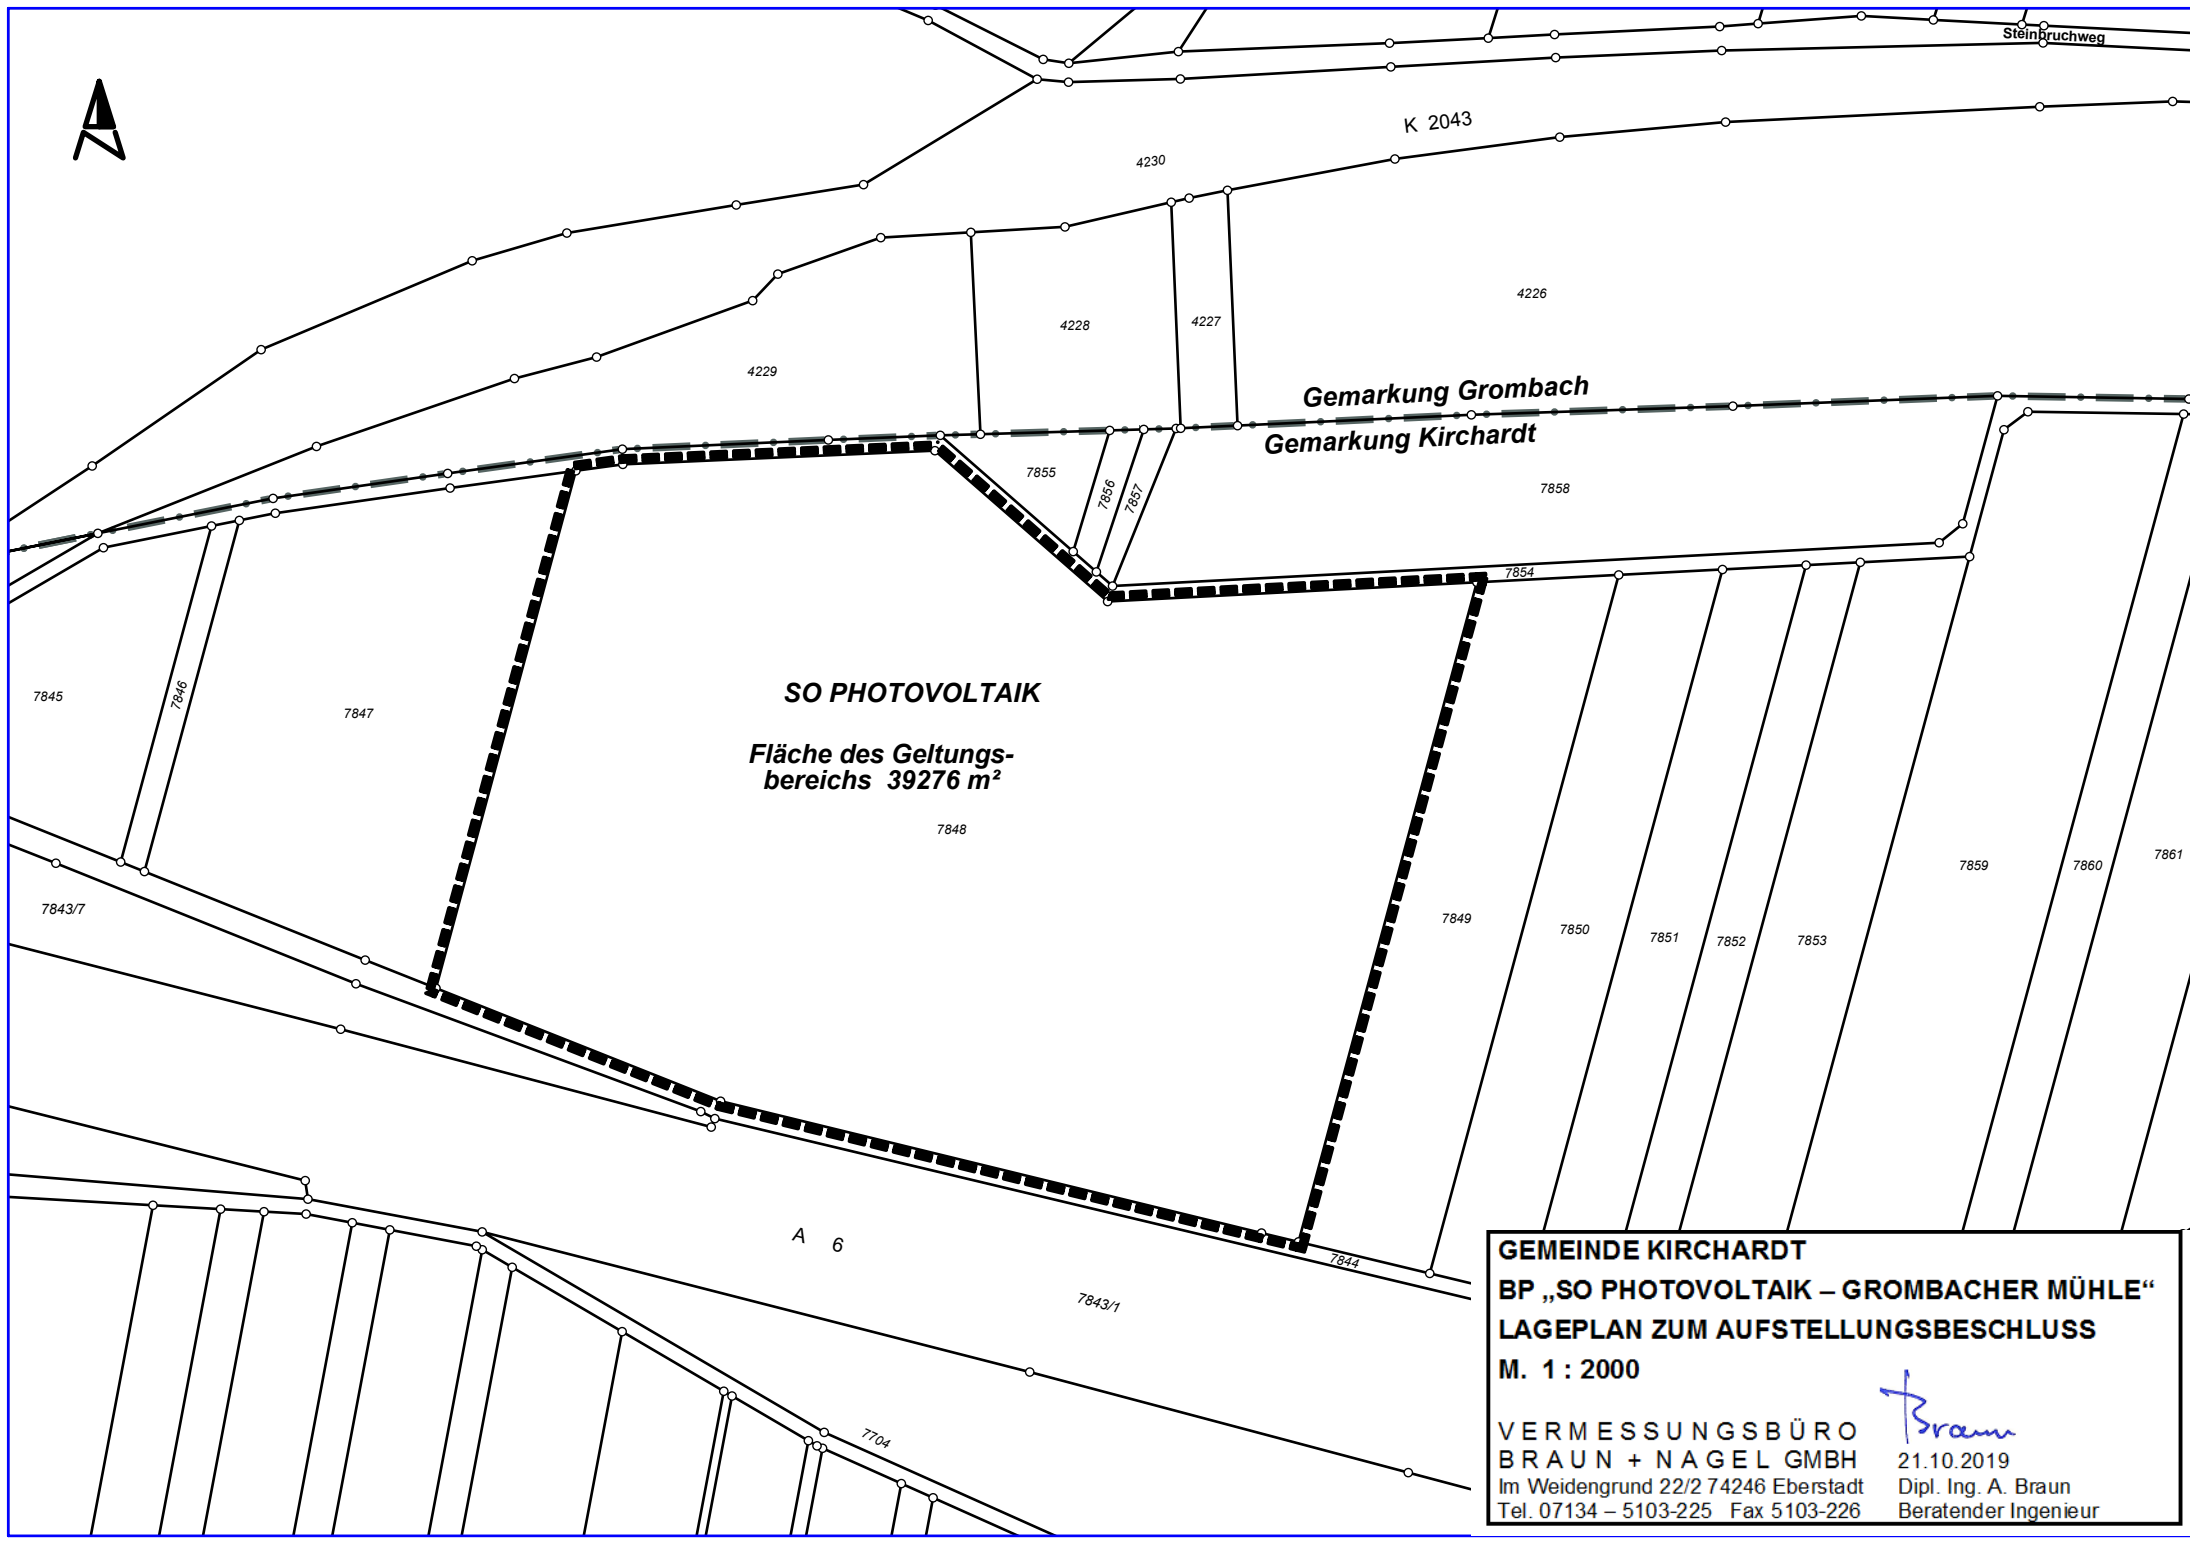 Steinbruchweg
K 2043
4230
4226
4228
4227
4229
Gemarkung Grombach
Gemarkung Kirchardt
7855
7856
7857
7858
7854
SO PHOTOVOLTAIK
7845
7846
7847
Fläche des Geltungs-
bereichs 39276 m²
7848
7859
7860
7861
7843/7
7849
7850
7851
7852
7853
A 6
7844
7843/1
7704
GEMEINDE KIRCHARDT
BP „SO PHOTOVOLTAIK – GROMBACHER MÜHLE“
LAGEPLAN ZUM AUFSTELLUNGSBESCHLUSS
M. 1 : 2000
Braun
VERMESSUNGSBÜRO
BRAUN + NAGEL GMBH
21.10.2019
Im Weidengrund 22/2 74246 Eberstadt
Dipl. Ing. A. Braun
Tel. 07134 – 5103-225 Fax 5103-226
Beratender Ingenieur